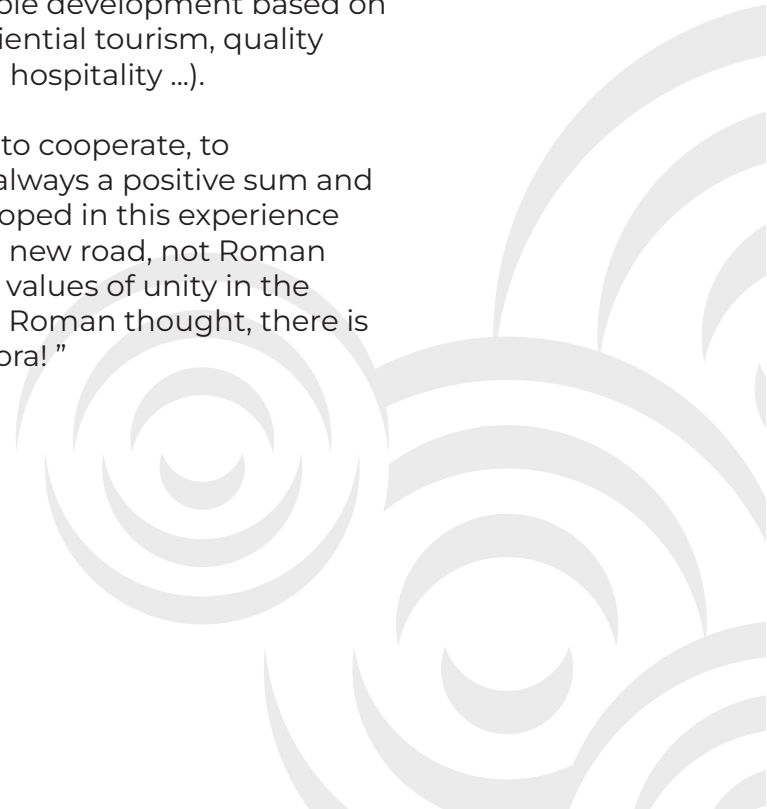 ble development based on
iential tourism, quality
hospitality ...).
to cooperate, to
always a positive sum and
oped in this experience
new road, not Roman
values of unity in the
Roman thought, there is
ora! ”